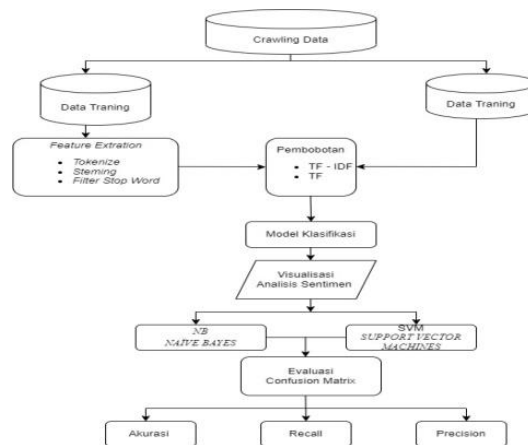 Crawling Data
Data Traning
Data Traning
Feature Extration
• Tokenize
• Steming
• Filter Stop Word
Pembobotan
• TF - IDF
• TF
Model Klasifikasi
Visualisasi
Analisis Sentimen
NB
NAÏVE BAYES
SVM
SUPPORT VECTOR
MACHINES
Evaluasi
Confusion Matrix
Akurasi
Recall
Precision